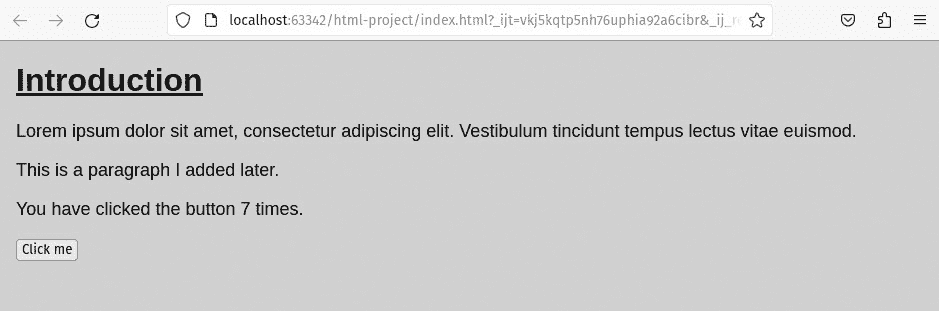 localhost:63342/html-project/index.html?_ijt=vkj5kqtp5nh76uphia92a6cibr&_ij_r
Introduction
Lorem ipsum dolor sit amet, consectetur adipiscing elit. Vestibulum tincidunt tempus lectus vitae euismod.
This is a paragraph I added later.
You have clicked the button 7 times.
Click me